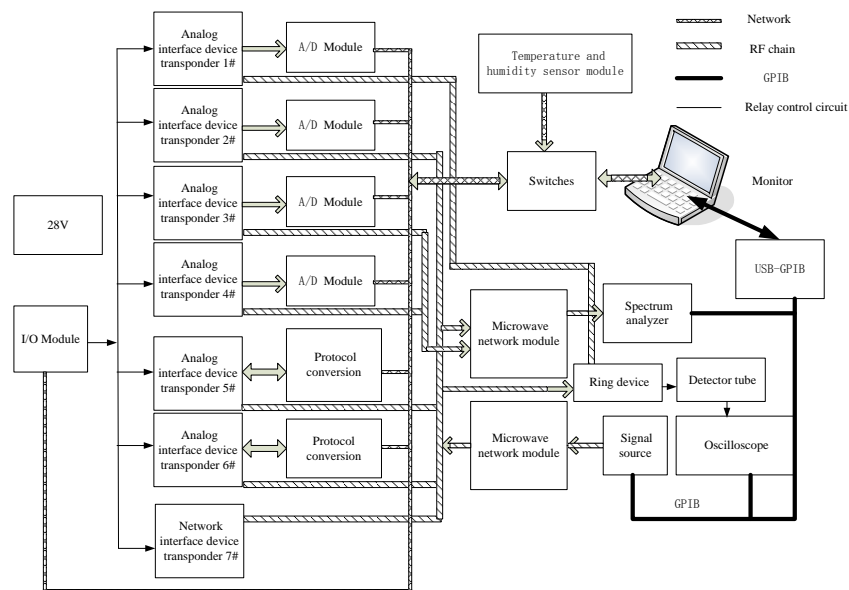 Analog
interface device
transponder 1#
A/D Module
Analog
interface device
transponder 2#
A/D Module
Analog
interface device
transponder 3#
A/D Module
Analog
interface device
transponder 4#
A/D Module
Analog
interface device
transponder 5#
Protocol
conversion
Analog
interface device
transponder 6#
Protocol
conversion
Network
interface device
transponder 7#
28V
I/O Module
Temperature and
humidity sensor module
Switches
Network
RF chain
GPIB
Relay control circuit
Monitor
USB-GPIB
Microwave
network module
Spectrum
analyzer
Ring device
Detector tube
Microwave
network module
Signal
source
Oscilloscope
GPIB